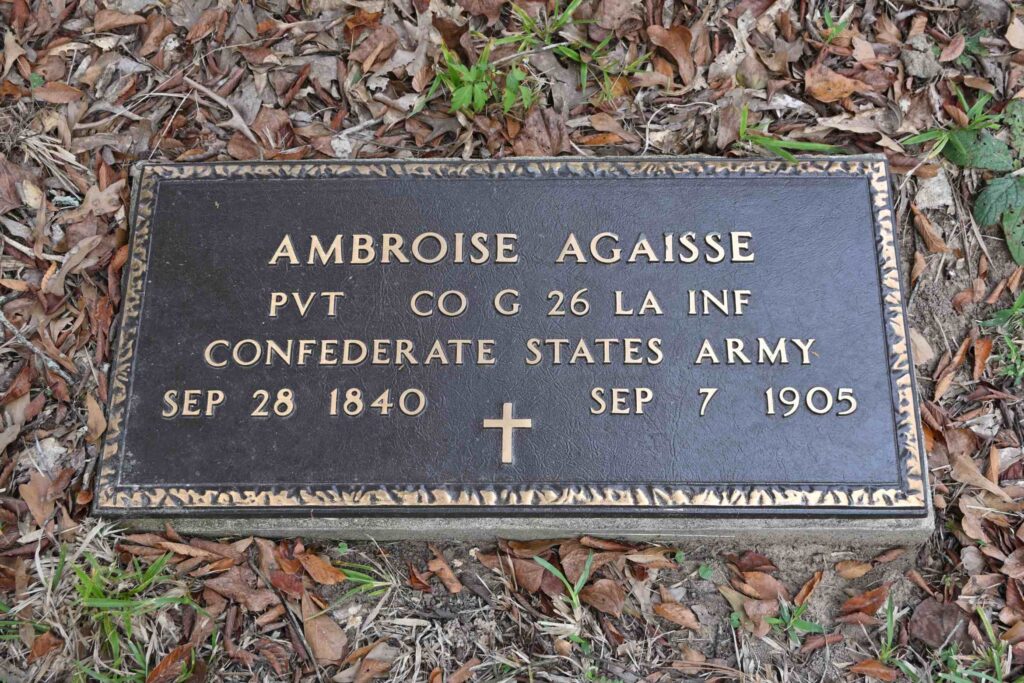 AMBROISE AGAISSE
PVT CO G 26 LA INF
CONFEDERATE STATES ARMY
SEP 28 1840 SEP 7 1905